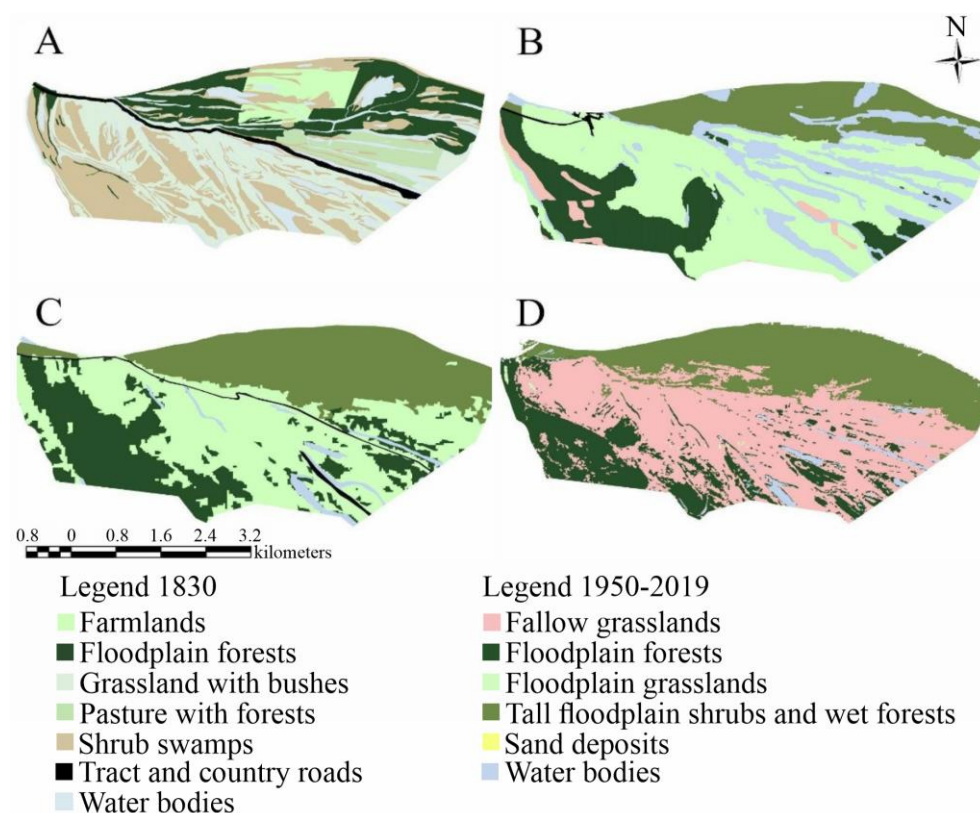 A
B
N
C
D
0.8 0 0.8 1.6 2.4 3.2
kilometers
Legend 1830
Farmlands
Floodplain forests
Grassland with bushes
Pasture with forests
Shrub swamps
Tract and country roads
Water bodies
Legend 1950-2019
Fallow grasslands
Floodplain forests
Floodplain grasslands
Tall floodplain shrubs and wet forests
Sand deposits
Water bodies